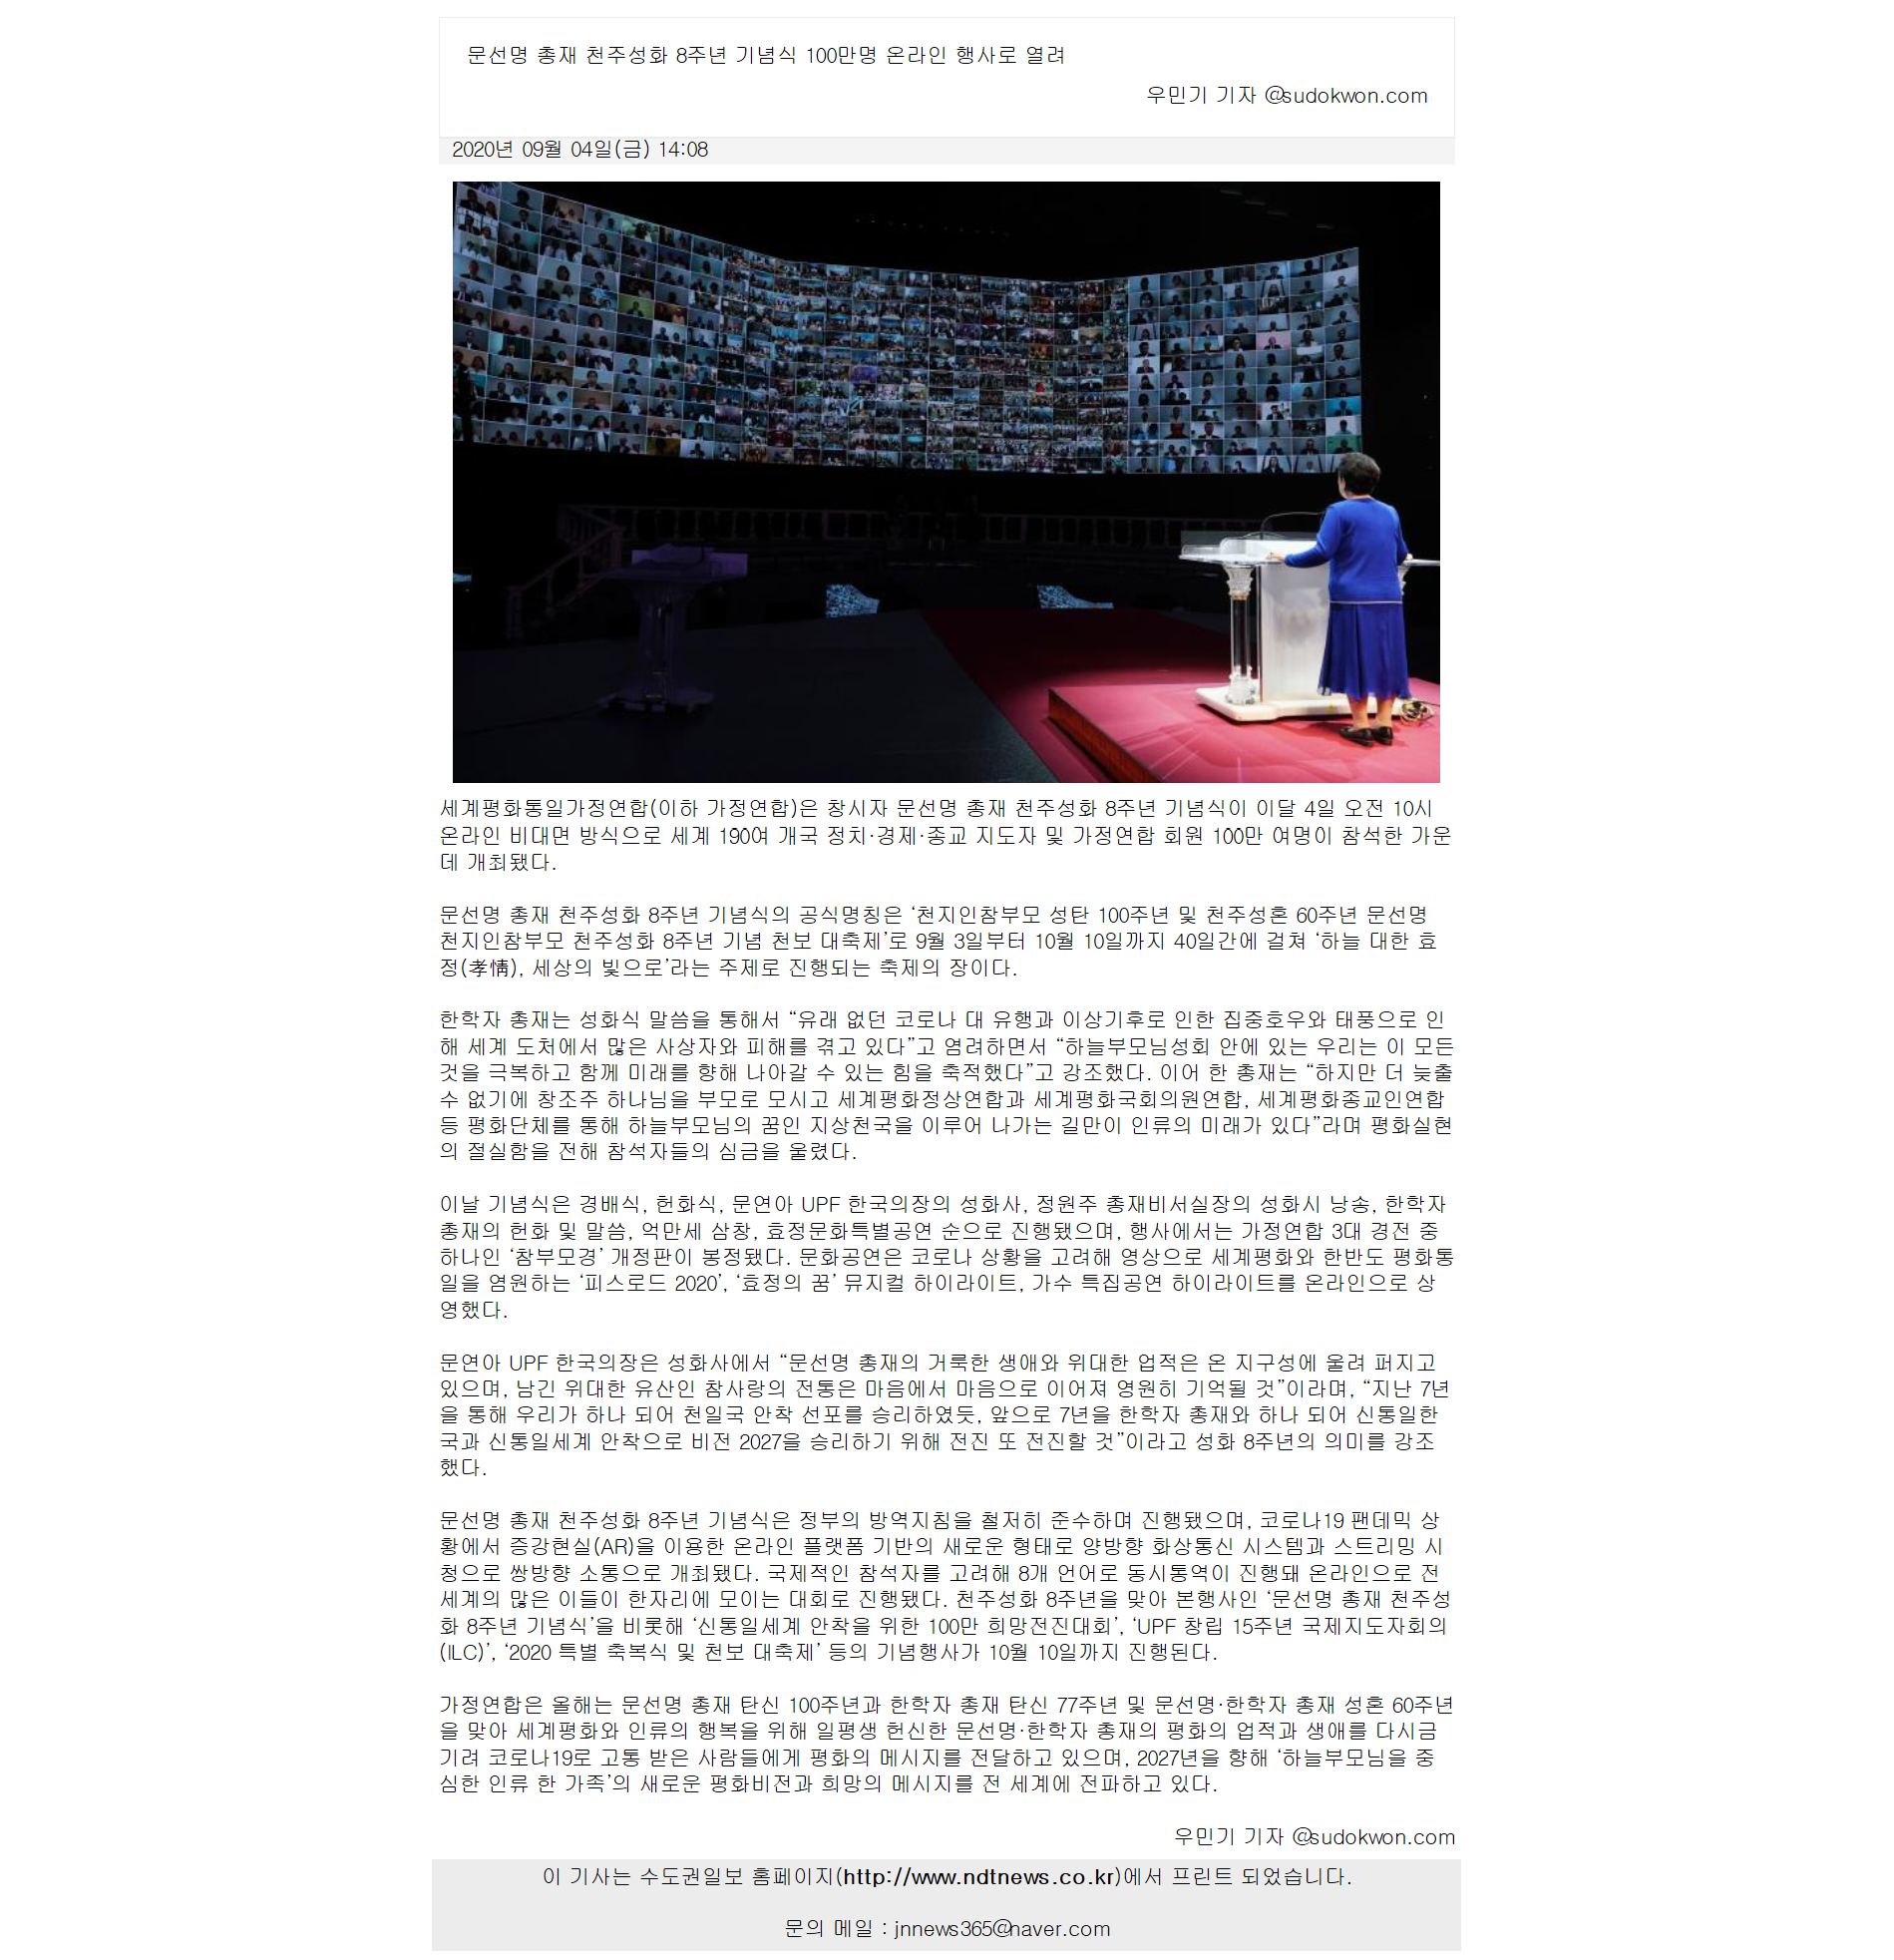 문선명 총재 천주성화 8주년 기념식 100만명 온라인 행사로 열려
우민기 기자 @sudokwon.com
2020년 09월 04일(금) 14:08
세계평화통일가정연합(이하 가정연합)은 창시자 문선명 총재 천주성화 8주년 기념식이 이달 4일 오전 10시
온라인 비대면 방식으로 세계 190여 개국 정치·경제·종교 지도자 및 가정연합 회원 100만 여명이 참석한 가운
데 개최됐다.
문선명 총재 천주성화 8주년 기념식의 공식명칭은 ‘천지인참부모 성탄 100주년 및 천주성혼 60주년 문선명
천지인참부모 천주성화 8주년 기념 천보 대축제’로 9월 3일부터 10월 10일까지 40일간에 걸쳐 ‘하늘 대한 효
정(孝情), 세상의 빛으로’라는 주제로 진행되는 축제의 장이다.
한학자 총재는 성화식 말씀을 통해서 “유래 없던 코로나 대 유행과 이상기후로 인한 집중호우와 태풍으로 인
해 세계 도처에서 많은 사상자와 피해를 겪고 있다”고 염려하면서 “하늘부모님성회 안에 있는 우리는 이 모든
것을 극복하고 함께 미래를 향해 나아갈 수 있는 힘을 축적했다”고 강조했다. 이어 한 총재는 “하지만 더 늦출
수 없기에 창조주 하나님을 부모로 모시고 세계평화정상연합과 세계평화국회의원연합, 세계평화종교인연합
등 평화단체를 통해 하늘부모님의 꿈인 지상천국을 이루어 나가는 길만이 인류의 미래가 있다”라며 평화실현
의 절실함을 전해 참석자들의 심금을 울렸다.
이날 기념식은 경배식, 헌화식, 문연아 UPF 한국의장의 성화사, 정원주 총재비서실장의 성화시 낭송, 한학자
총재의 헌화 및 말씀, 억만세 삼창, 효정문화특별공연 순으로 진행됐으며, 행사에서는 가정연합 3대 경전 중
하나인 ‘참부모경’ 개정판이 봉정됐다. 문화공연은 코로나 상황을 고려해 영상으로 세계평화와 한반도 평화통
일을 염원하는 ‘피스로드 2020’, ‘효정의 꿈’ 뮤지컬 하이라이트, 가수 특집공연 하이라이트를 온라인으로 상
영했다.
문연아 UPF 한국의장은 성화사에서 “문선명 총재의 거룩한 생애와 위대한 업적은 온 지구성에 울려 퍼지고
있으며, 남긴 위대한 유산인 참사랑의 전통은 마음에서 마음으로 이어져 영원히 기억될 것”이라며, “지난 7년
을 통해 우리가 하나 되어 천일국 안착 선포를 승리하였듯, 앞으로 7년을 한학자 총재와 하나 되어 신통일한
국과 신통일세계 안착으로 비전 2027을 승리하기 위해 전진 또 전진할 것”이라고 성화 8주년의 의미를 강조
했다.
문선명 총재 천주성화 8주년 기념식은 정부의 방역지침을 철저히 준수하며 진행됐으며, 코로나19 팬데믹 상
황에서 증강현실(AR)을 이용한 온라인 플랫폼 기반의 새로운 형태로 양방향 화상통신 시스템과 스트리밍 시
청으로 쌍방향 소통으로 개최됐다. 국제적인 참석자를 고려해 8개 언어로 동시통역이 진행돼 온라인으로 전
세계의 많은 이들이 한자리에 모이는 대회로 진행됐다. 천주성화 8주년을 맞아 본행사인 ‘문선명 총재 천주성
화 8주년 기념식’을 비롯해 ‘신통일세계 안착을 위한 100만 희망전진대회’, ‘UPF 창립 15주년 국제지도자회의
(ILC)’, ‘2020 특별 축복식 및 천보 대축제’ 등의 기념행사가 10월 10일까지 진행된다.
가정연합은 올해는 문선명 총재 탄신 100주년과 한학자 총재 탄신 77주년 및 문선명·한학자 총재 성혼 60주년
을 맞아 세계평화와 인류의 행복을 위해 일평생 헌신한 문선명·한학자 총재의 평화의 업적과 생애를 다시금
기려 코로나19로 고통 받은 사람들에게 평화의 메시지를 전달하고 있으며, 2027년을 향해 ‘하늘부모님을 중
심한 인류 한 가족’의 새로운 평화비전과 희망의 메시지를 전 세계에 전파하고 있다.
우민기 기자 @sudokwon.com
이 기사는 수도권일보 홈페이지(http://www.ndtnews.co.kr)에서 프린트 되었습니다.
문의 메일 : jnnews365@naver.com